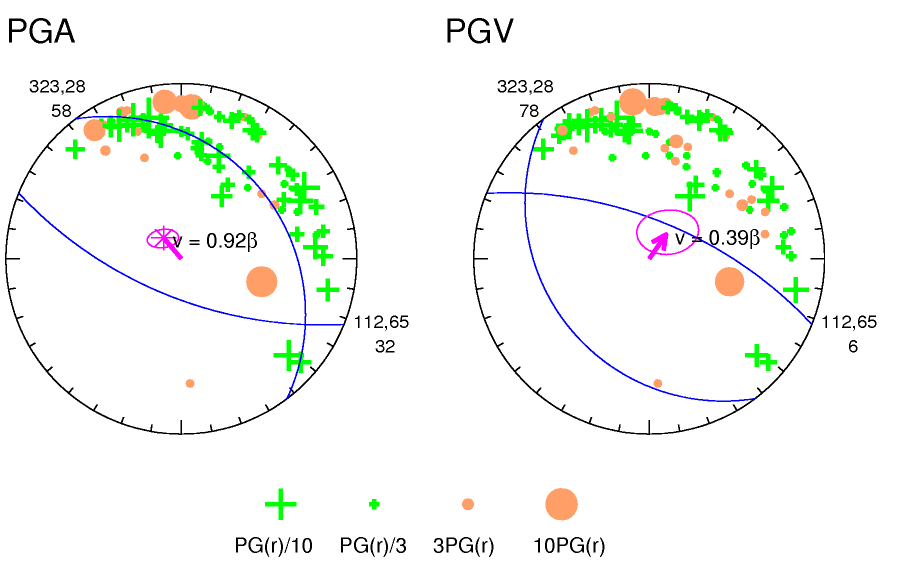 PGA
PGV
323,28
58
323,28
78
v = 0.92β
v = 0.39β
112,65
32
112,65
6
PG(r)/10 PG(r)/3 3PG(r) 10PG(r)